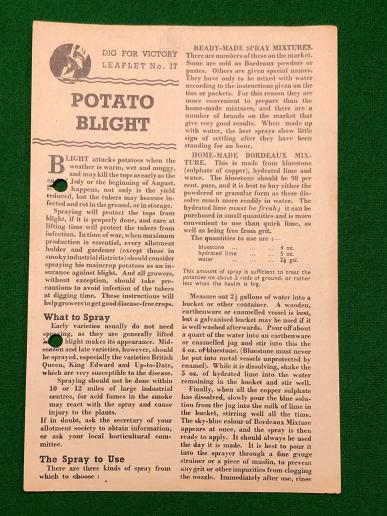 DIG FOR VICTORY
LEAFLET No. 17
POTATO
BLIGHT
BLIGHT attacks potatoes when the
weather is warm, wet and muggy,
and may kill the tops as early as the
July or the beginning of August.
happens, not only is the yield
reduced, but the tubers may become in-
fected and rot in the ground, or in storage.
Spraying will protect the tops from
blight, if it is properly done, and care at
lifting time will protect the tubers from
infection. In time of war, when maximum
production is essential, every allotment
holder and gardener (except those in
smoky industrial districts) should consider
spraying his maincrop potatoes as an in-
surance against blight. And all growers,
without exception, should take pre-
cautions to avoid infection of the tubers
at digging time. These instructions will
help growers to get good disease-free crops.
What to Spray
Early varieties usually do not need
spraying, as they are generally lifted
blight makes its appearance. Mid-
season and late varieties, however, should
be sprayed, especially the varieties British
Queen, King Edward and Up-to-Date,
which are very susceptible to the disease.
Spraying should not be done within
10 or 12 miles of large industrial
centres, for acid fumes in the smoke
may react with the spray and cause
injury to the plants.
If in doubt, ask the secretary of your
allotment society to obtain information,
or ask your local horticultural com-
mittee.
The Spray to Use
There are three kinds of spray from
which to choose :
READY-MADE SPRAY MIXTURES.
There are numbers of these on the market.
Some are sold as Bordeaux powders or
pastes. Others are given special names.
They have only to be mixed with water
according to the instructions given on the
tins or packets. For this reason they are
more convenient to prepare than the
home-made mixtures, and there are a
number of brands on the market that
give very good results. When made up
with water, the best sprays show little
sign of settling after they have been
standing for an hour.
HOME-MADE BORDEAUX MIX-
TURE. This is made from bluestone
(sulphate of copper), hydrated lime and
water. The bluestone should be 98 per
cent. pure, and it is best to buy either the
powdered or granular form as these dis-
solve much more readily in water. The
hydrated lime must be fresh; it can be
purchased in small quantities and is more
convenient to use than quick lime, as
well as being free from grit.
The quantities to use are :—
bluestone ... ... 4 oz.
hydrated lime ... 5 oz.
water ... ... 2½ gal.
This amount of spray is sufficient to treat the
potatoes on about 2 rods of ground, or rather
less when the haulm is big.
Measure out 2½ gallons of water into a
bucket or other container. A wooden,
earthenware or enamelled vessel is best,
but a galvanised bucket may be used if it
is well washed afterwards. Pour off about
a quart of the water into an earthenware
or enamelled jug and stir into this the
4 oz. of bluestone. (Bluestone must never
be put into metal vessels unprotected by
enamel). While it is dissolving, shake the
5 oz. of hydrated lime into the water
remaining in the bucket and stir well.
Finally, when all the copper sulphate
has dissolved, slowly pour the blue solu-
tion from the jug into the milk of lime in
the bucket, stirring well all the time.
The sky-blue colour of Bordeaux Mixture
appears at once, and the spray is then
ready to apply. It should always be used
the day it is made. It is best to pour it
into the sprayer through a fine gauze
strainer or a piece of muslin, to prevent
any grit or other impurities from clogging
the nozzle. Immediately after use, rinse